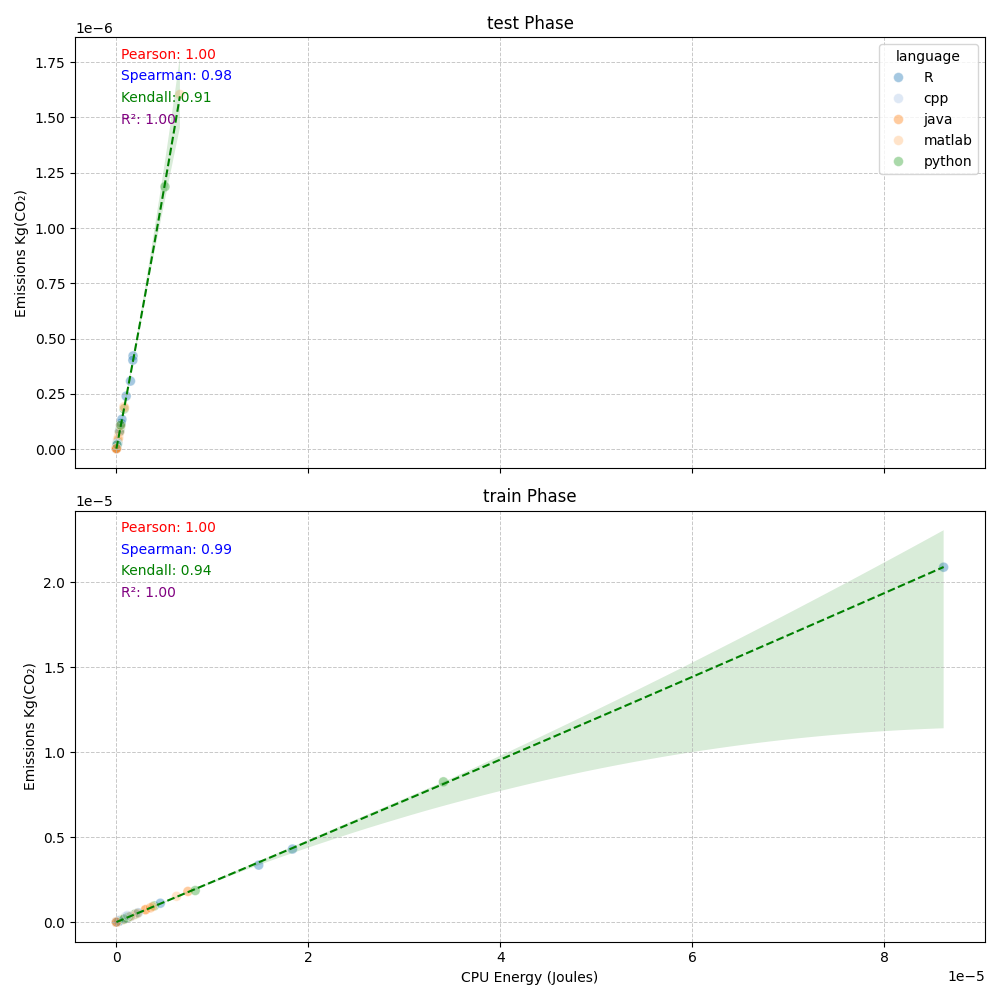 test Phase
1e−6
Pearson: 1.00
Spearman: 0.98
Kendall: 0.91
R²: 1.00
language
R
cpp
java
matlab
python
1.75
1.50
1.25
1.00
0.75
0.50
0.25
0.00
Emissions Kg(CO₂)
train Phase
1e−5
Pearson: 1.00
Spearman: 0.99
Kendall: 0.94
R²: 1.00
2.0
1.5
1.0
0.5
0.0
Emissions Kg(CO₂)
0 2 4 6 8
CPU Energy (Joules)
1e−5